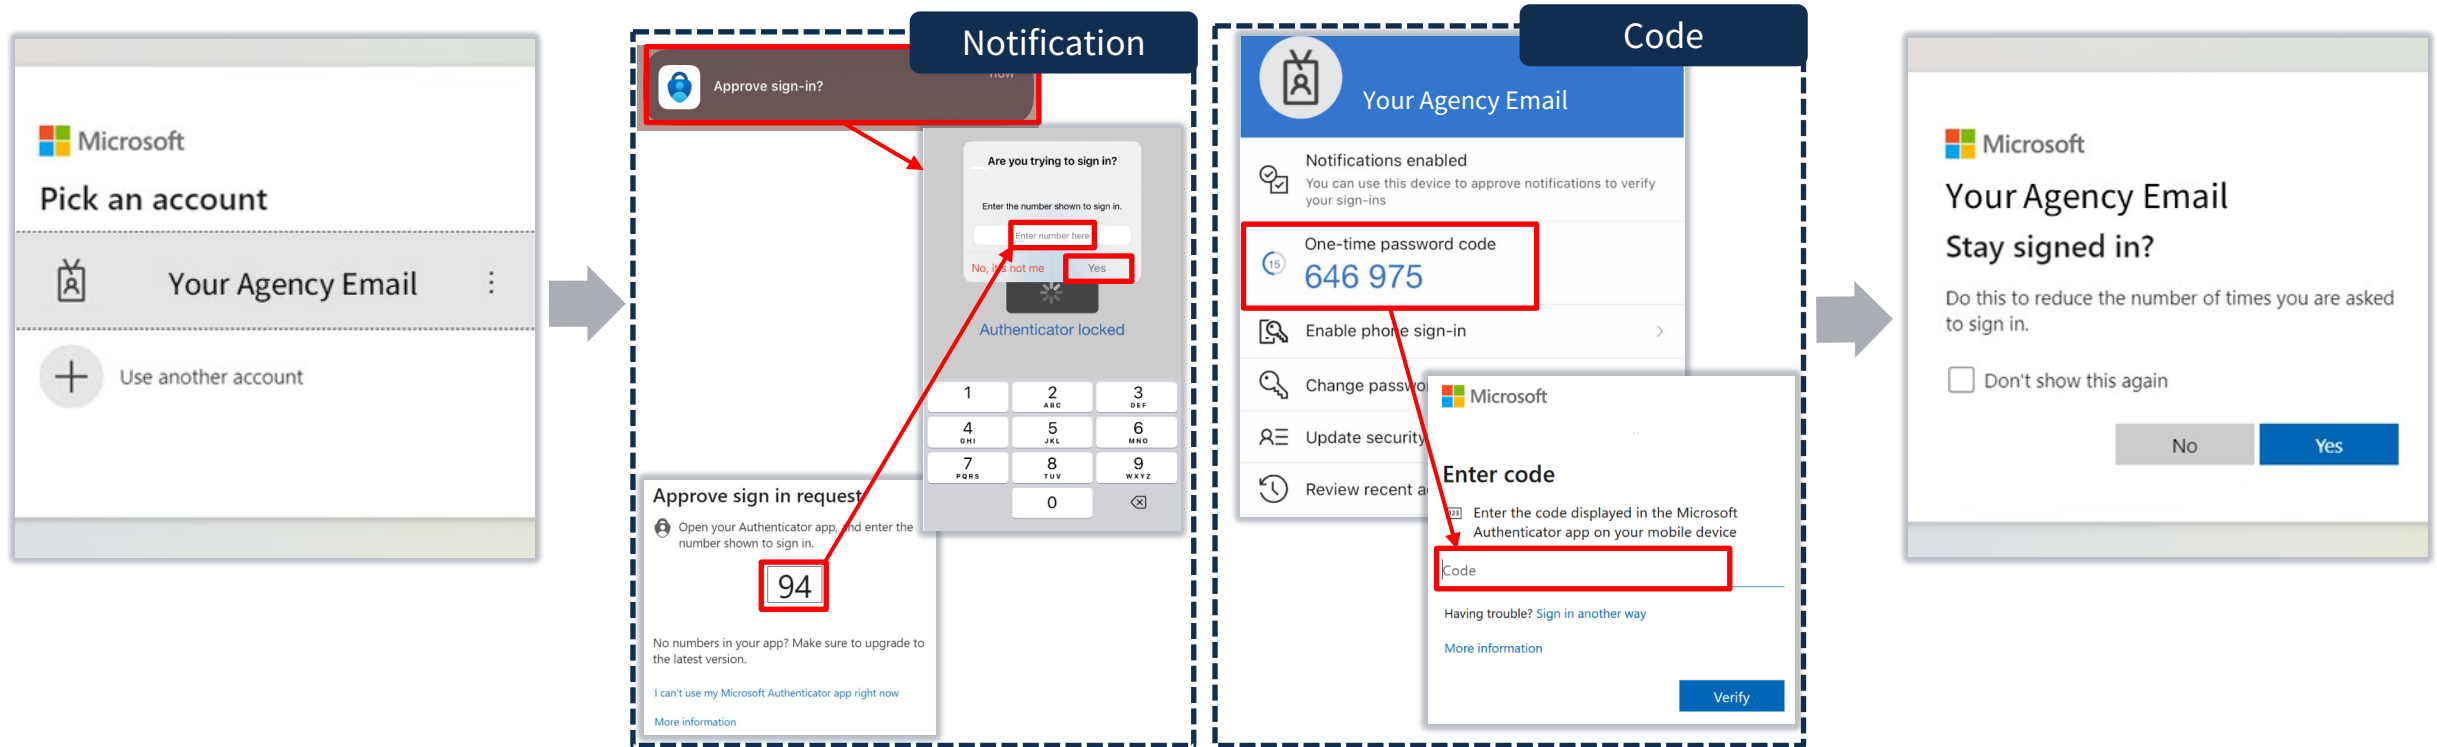 Microsoft
Pick an account
Your Agency Email
Use another account
Notification
Approve sign-in?
now
Are you trying to sign in?
Enter the number shown to sign in.
Enter number here
No, it's not me
Yes
Authenticator locked
1
2
ABC
3
DEF
4
GHI
5
JKL
6
MNO
7
PQRS
8
TUV
9
WXYZ
0
Approve sign in request
Open your Authenticator app, and enter the
number shown to sign in.
94
No numbers in your app? Make sure to upgrade to
the latest version.
I can't use my Microsoft Authenticator app right now
More information
Code
Your Agency Email
Notifications enabled
You can use this device to approve notifications to verify
your sign-ins
15
One-time password code
646 975
Enable phone sign-in
Change passwo
Update security
Review recent a
Microsoft
Enter code
123
Enter the code displayed in the Microsoft
Authenticator app on your mobile device
Code
Having trouble? Sign in another way
More information
Verify
Microsoft
Your Agency Email
Stay signed in?
Do this to reduce the number of times you are asked
to sign in.
Don't show this again
No
Yes